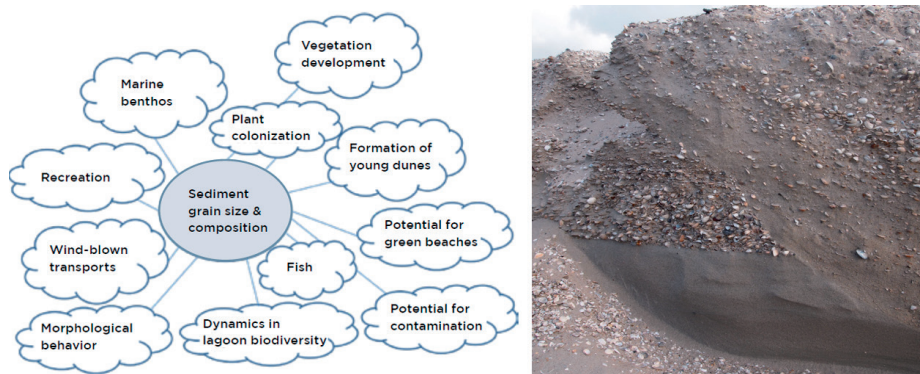 Vegetation
development
Marine
benthos
Plant
colonization
Formation of
young dunes
Recreation
Sediment
grain size &
composition
Potential for
green beaches
Wind-blown
transports
Fish
Potential for
contamination
Morphological
behavior
Dynamics in
lagoon biodiversity